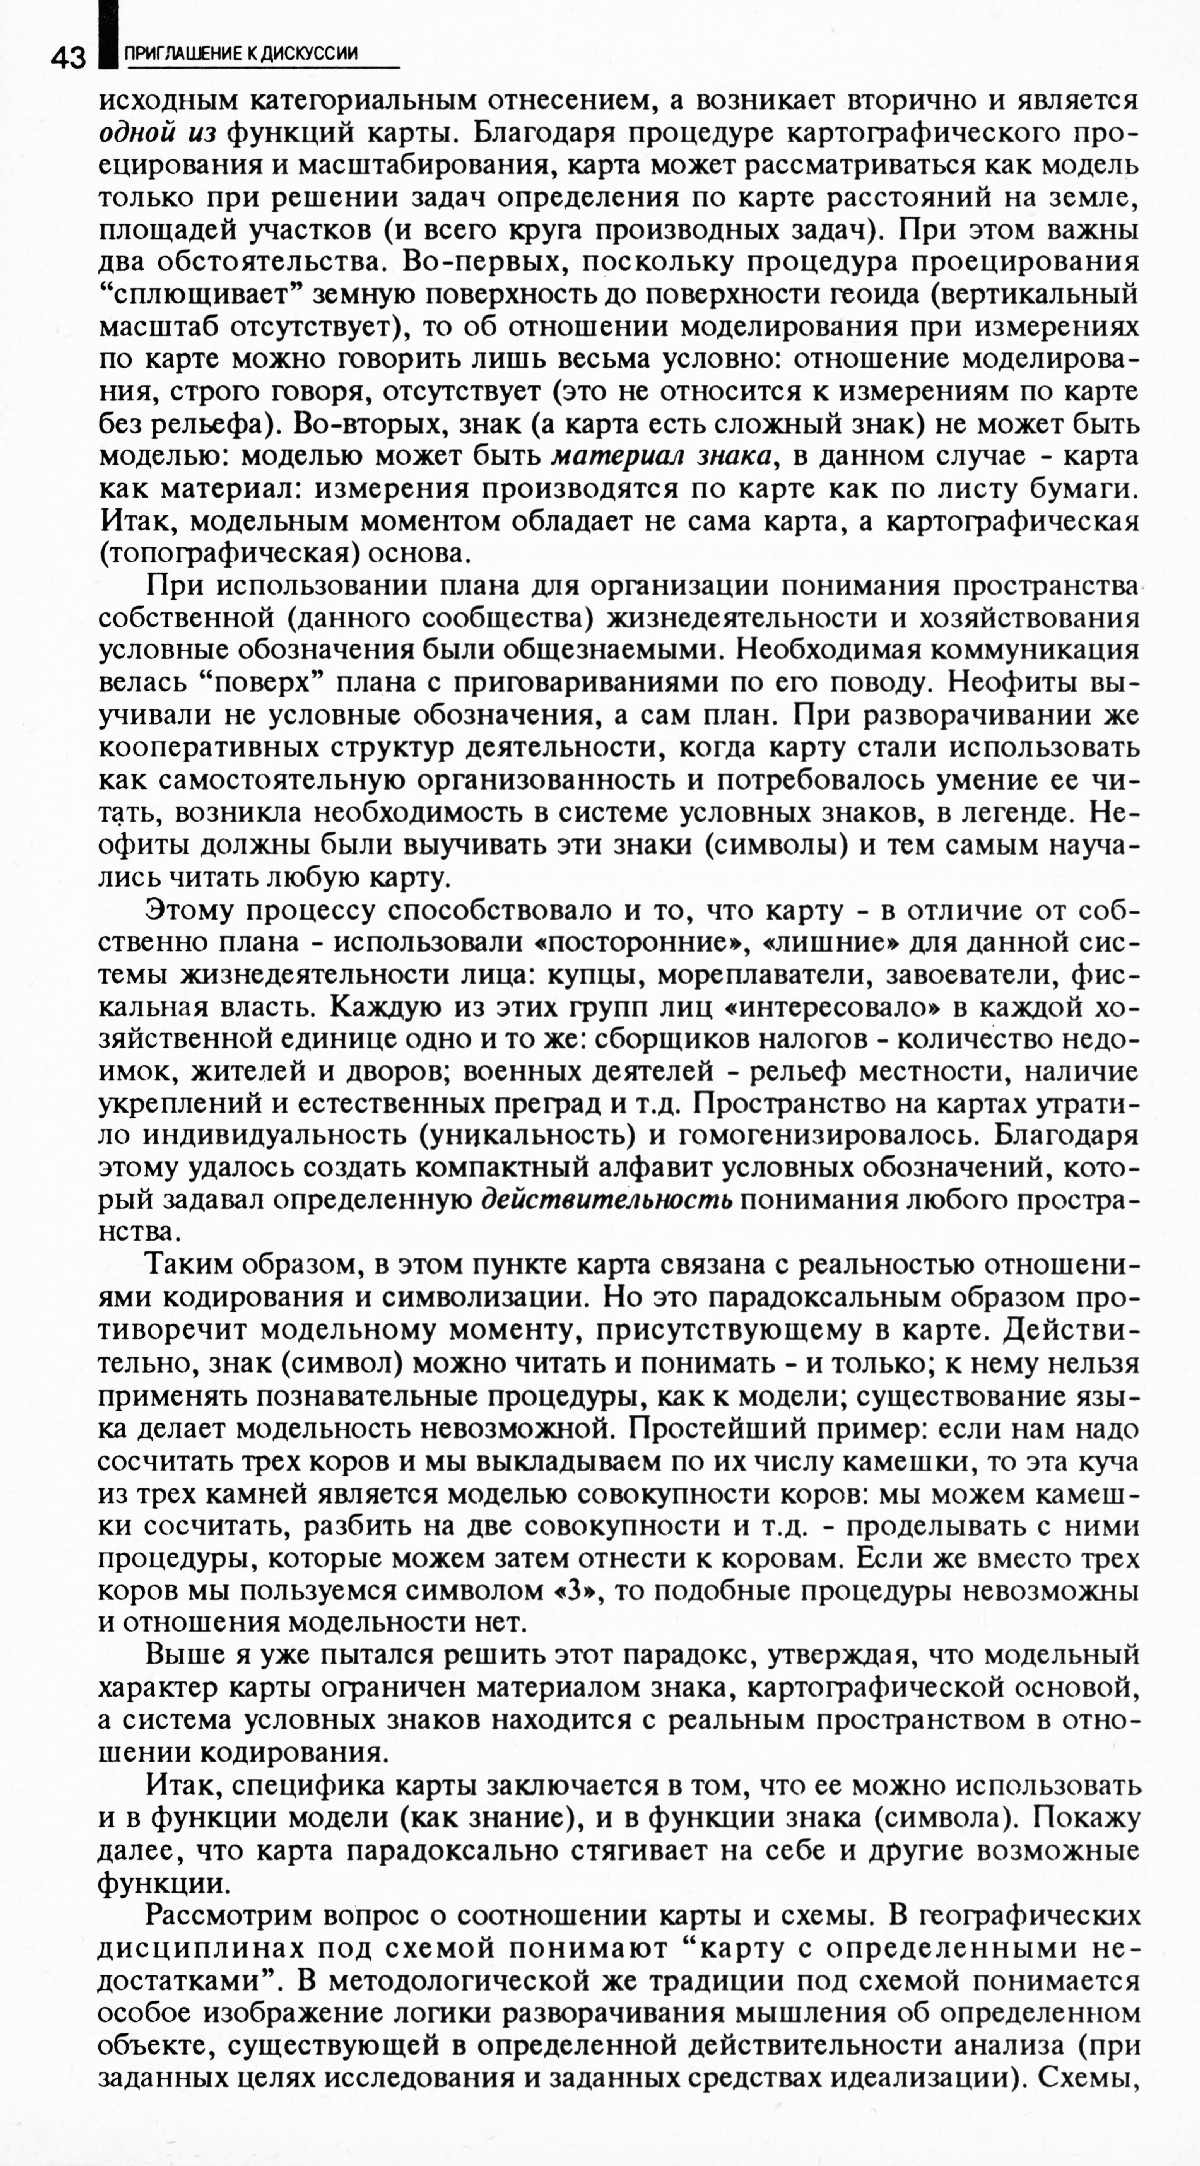 43 ПРИГЛАШЕНИЕ К ДИСКУССИИ
исходным категориальным отнесением, а возникает вторично и является
одной из функций карты. Благодаря процедуре картографического про-
ецирования и масштабирования, карта может рассматриваться как модель
только при решении задач определения по карте расстояний на земле,
площадей участков (и всего круга производных задач). При этом важны
два обстоятельства. Во-первых, поскольку процедура проецирования
“сплющивает” земную поверхность до поверхности геоида (вертикальный
масштаб отсутствует), то об отношении моделирования при измерениях
по карте можно говорить лишь весьма условно: отношение моделирова-
ния, строго говоря, отсутствует (это не относится к измерениям по карте
без рельефа). Во-вторых, знак (а карта есть сложный знак) не может быть
моделью: моделью может быть материал знака, в данном случае - карта
как материал: измерения производятся по карте как по листу бумаги.
Итак, модельным моментом обладает не сама карта, а картографическая
(топографическая) основа.
При использовании плана для организации понимания пространства
собственной (данного сообщества) жизнедеятельности и хозяйствования
условные обозначения были общезнаемыми. Необходимая коммуникация
велась “поверх” плана с приговариваниями по его поводу. Неофиты вы-
учивали не условные обозначения, а сам план. При разворачивании же
кооперативных структур деятельности, когда карту стали использовать
как самостоятельную организованность и потребовалось умение ее чи-
тать, возникла необходимость в системе условных знаков, в легенде. Не-
офиты должны были выучивать эти знаки (символы) и тем самым науча-
лись читать любую карту.
Этому процессу способствовало и то, что карту - в отличие от соб-
ственно плана - использовали «посторонние», «лишние» для данной сис-
темы жизнедеятельности лица: купцы, мореплаватели, завоеватели, фис-
кальная власть. Каждую из этих групп лиц «интересовало» в каждой хо-
зяйственной единице одно и то же: сборщиков налогов - количество недо-
имок, жителей и дворов; военных деятелей - рельеф местности, наличие
укреплений и естественных преград и т.д. Пространство на картах утрати-
ло индивидуальность (уникальность) и гомогенизировалось. Благодаря
этому удалось создать компактный алфавит условных обозначений, кото-
рый задавал определенную действительность понимания любого простра-
нства.
Таким образом, в этом пункте карта связана с реальностью отношени-
ями кодирования и символизации. Но это парадоксальным образом про-
тиворечит модельному моменту, присутствующему в карте. Действи-
тельно, знак (символ) можно читать и понимать - и только; к нему нельзя
применять познавательные процедуры, как к модели; существование язы-
ка делает модельность невозможной. Простейший пример: если нам надо
сосчитать трех коров и мы выкладываем по их числу камешки, то эта куча
из трех камней является моделью совокупности коров: мы можем камеш-
ки сосчитать, разбить на две совокупности и т.д. - проделывать с ними
процедуры, которые можем затем отнести к коровам. Если же вместо трех
коров мы пользуемся символом «3», то подобные процедуры невозможны
и отношения модельности нет.
Выше я уже пытался решить этот парадокс, утверждая, что модельный
характер карты ограничен материалом знака, картографической основой,
а система условных знаков находится с реальным пространством в отно-
шении кодирования.
Итак, специфика карты заключается в том, что ее можно использовать
и в функции модели (как знание), и в функции знака (символа). Покажу
далее, что карта парадоксально стягивает на себе и другие возможные
функции.
Рассмотрим вопрос о соотношении карты и схемы. В географических
дисциплинах под схемой понимают “карту с определенными не-
достатками”. В методологической же традиции под схемой понимается
особое изображение логики разворачивания мышления об определенном
объекте, существующей в определенной действительности анализа (при
заданных целях исследования и заданных средствах идеализации). Схемы,